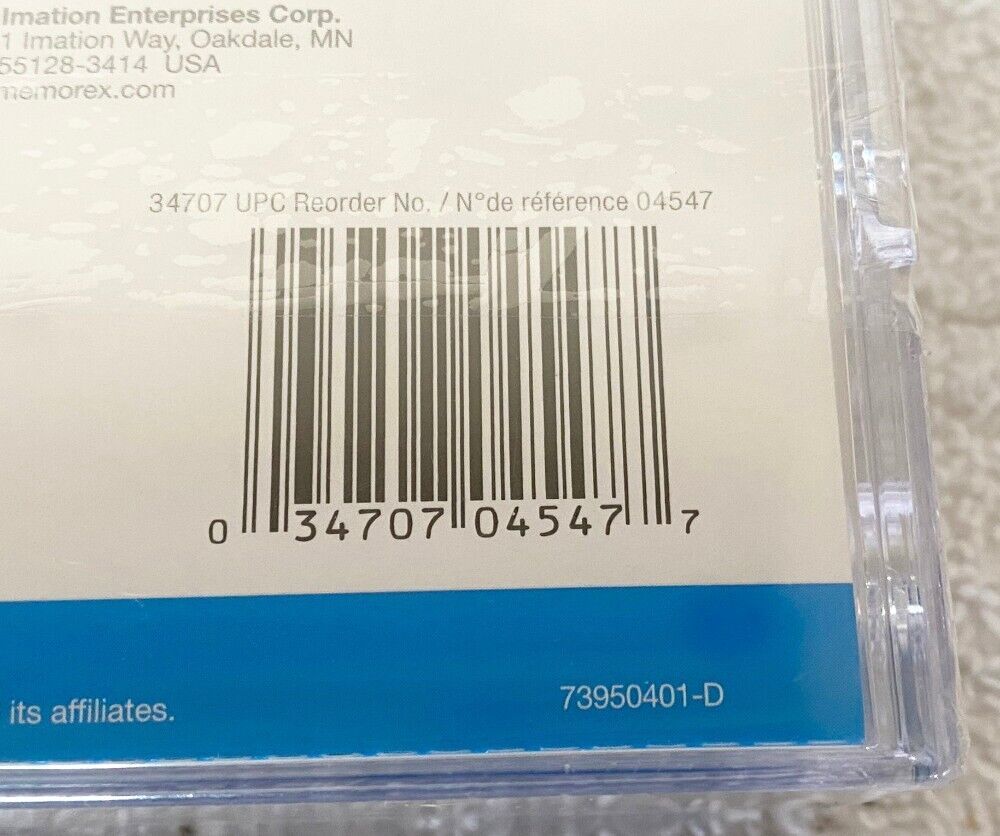 Imation Enterprises Corp.
1 Imation Way, Oakdale, MN
55128-3414 USA
memorex.com
34707 UPC Reorder No. / N°de référence 04547
0 34707 04547 7
its affiliates.
73950401-D